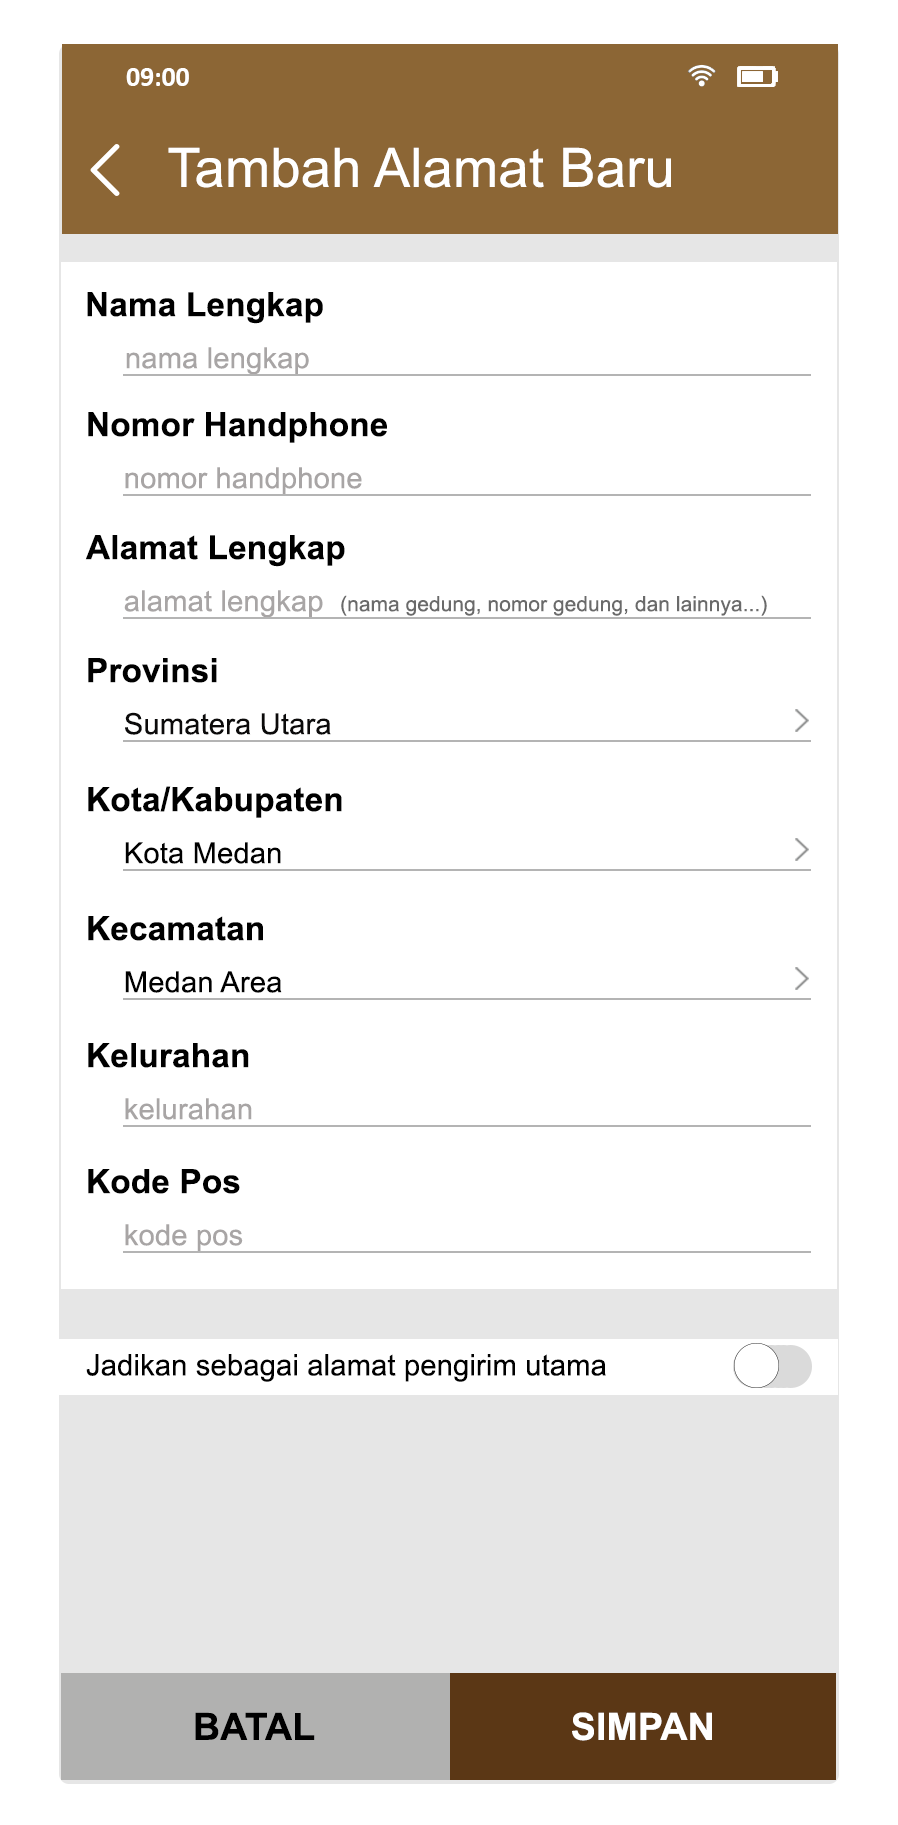 09:00
Tambah Alamat Baru
Nama Lengkap
nama lengkap
Nomor Handphone
nomor handphone
Alamat Lengkap
alamat lengkap (nama gedung, nomor gedung, dan lainnya...)
Provinsi
Sumatera Utara
Kota/Kabupaten
Kota Medan
Kecamatan
Medan Area
Kelurahan
kelurahan
Kode Pos
kode pos
Jadikan sebagai alamat pengirim utama
BATAL SIMPAN